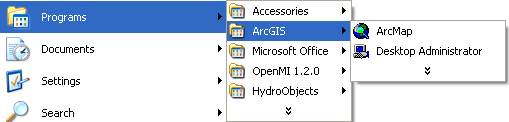 Programs
Documents
Settings
Search
Accessories
ArcGIS
Microsoft Office
OpenMI 1.2.0
HydroObjects
ArcMap
Desktop Administrator